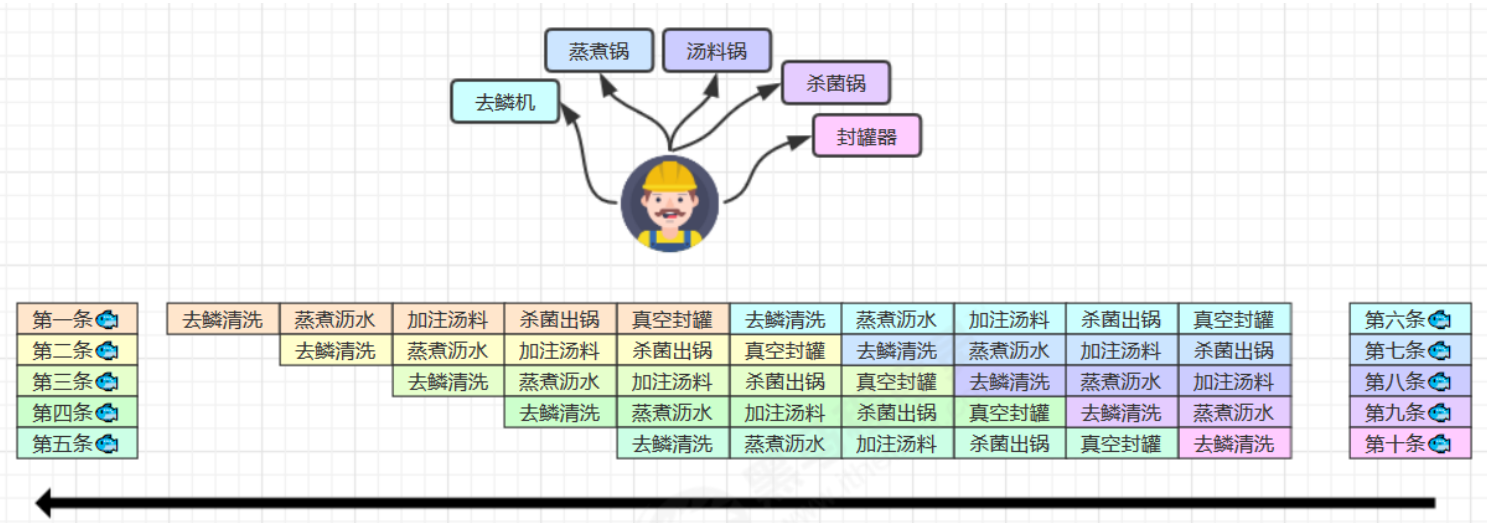 蒸煮锅 汤料锅
杀菌锅
去鳞机
封罐器
第一条 去鳞清洗 蒸煮沥水 加注汤料 杀菌出锅 真空封罐 去鳞清洗 蒸煮沥水 加注汤料 杀菌出锅 真空封罐 第六条
第二条 去鳞清洗 蒸煮沥水 加注汤料 杀菌出锅 真空封罐 去鳞清洗 蒸煮沥水 加注汤料 杀菌出锅 第七条
第三条 去鳞清洗 蒸煮沥水 加注汤料 杀菌出锅 真空封罐 去鳞清洗 蒸煮沥水 加注汤料 第八条
第四条 去鳞清洗 蒸煮沥水 加注汤料 杀菌出锅 真空封罐 去鳞清洗 蒸煮沥水 第九条
第五条 去鳞清洗 蒸煮沥水 加注汤料 杀菌出锅 真空封罐 去鳞清洗 第十条